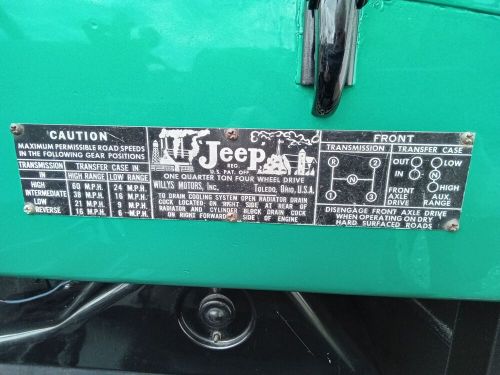 CAUTION
MAXIMUM PERMISSIBLE ROAD SPEEDS
IN THE FOLLOWING GEAR POSITIONS
TRANSMISSION TRANSFER CASE IN
IN HIGH RANGE LOW RANGE
HIGH 60 M.P.H. 24 M.P.H.
INTERMEDIATE 38 M.P.H. 16 M.P.H.
LOW 21 M.P.H. 9 M.P.H.
REVERSE 16 M.P.H. 6 M.P.H.
Jeep
REG.
U.S. PAT. OFF.
ONE QUARTER TON FOUR WHEEL DRIVE
WILLYS MOTORS, INC. TOLEDO, OHIO, U.S.A.
TO DRAIN COOLING SYSTEM OPEN RADIATOR DRAIN
COCK LOCATED ON RIGHT SIDE AT REAR OF
RADIATOR AND CYLINDER BLOCK DRAIN COCK
ON RIGHT FORWARD SIDE OF ENGINE
FRONT
TRANSMISSION TRANSFER CASE
R 2 OUT LOW
N IN N
1 3 HIGH
FRONT AUX
AXLE RANGE
DRIVE
DISENGAGE FRONT AXLE DRIVE
WHEN OPERATING ON DRY
HARD SURFACED ROADS